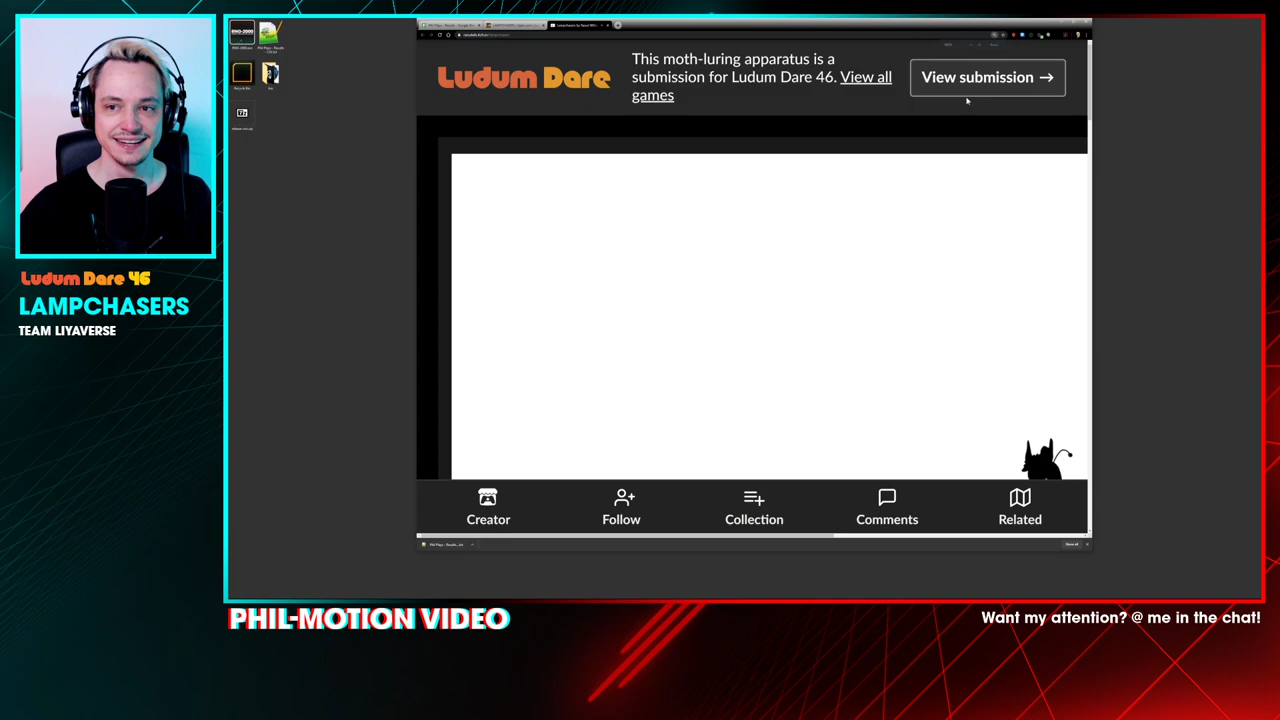 LUDUM DARE
This moth-luring apparatus is a
submission for Ludum Dare 46. View all
games
View submission →
Creator
Follow
Collection
Comments
Related
LUDUM DARE 46
LAMPCHASERS
TEAM LIYAVERSE
PHIL-MOTION VIDEO
Want my attention? @ me in the chat!